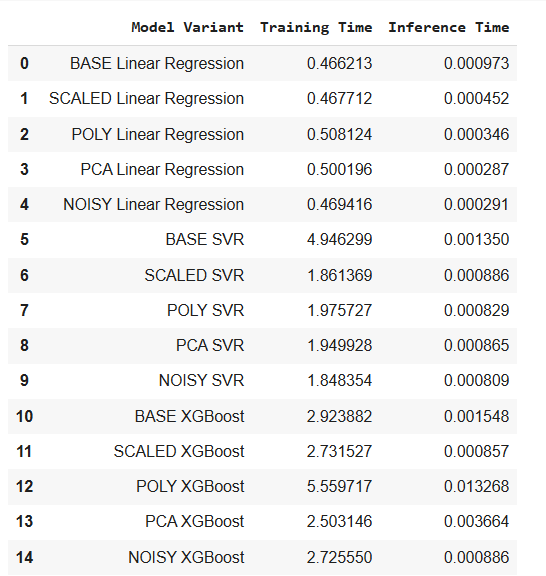 Model Variant Training Time Inference Time
0 BASE Linear Regression 0.466213 0.000973
1 SCALED Linear Regression 0.467712 0.000452
2 POLY Linear Regression 0.508124 0.000346
3 PCA Linear Regression 0.500196 0.000287
4 NOISY Linear Regression 0.469416 0.000291
5 BASE SVR 4.946299 0.001350
6 SCALED SVR 1.861369 0.000886
7 POLY SVR 1.975727 0.000829
8 PCA SVR 1.949928 0.000865
9 NOISY SVR 1.848354 0.000809
10 BASE XGBoost 2.923882 0.001548
11 SCALED XGBoost 2.731527 0.000857
12 POLY XGBoost 5.559717 0.013268
13 PCA XGBoost 2.503146 0.003664
14 NOISY XGBoost 2.725550 0.000886